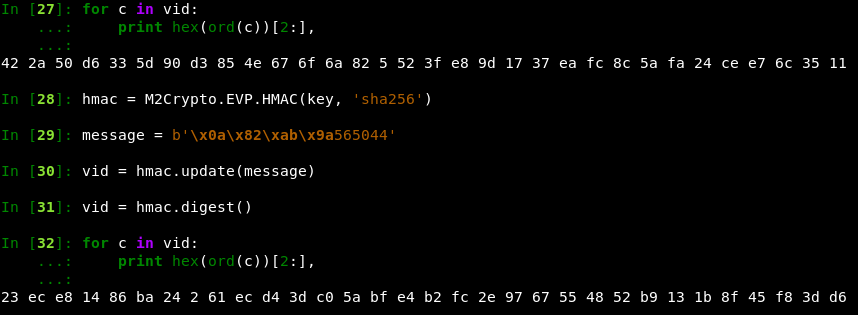 In [27]: for c in vid:
    ...:     print hex(ord(c))[2:],
    ...:
42 2a 50 d6 33 5d 90 d3 85 4e 67 6f 6a 82 5 52 3f e8 9d 17 37 ea fc 8c 5a fa 24 ce e7 6c 35 11
In [28]: hmac = M2Crypto.EVP.HMAC(key, 'sha256')
In [29]: message = b'\x0a\x82\xab\x9a565044'
In [30]: vid = hmac.update(message)
In [31]: vid = hmac.digest()
In [32]: for c in vid:
    ...:     print hex(ord(c))[2:],
    ...:
23 ec e8 14 86 ba 24 2 61 ec d4 3d c0 5a bf e4 b2 fc 2e 97 67 55 48 52 b9 13 1b 8f 45 f8 3d d6